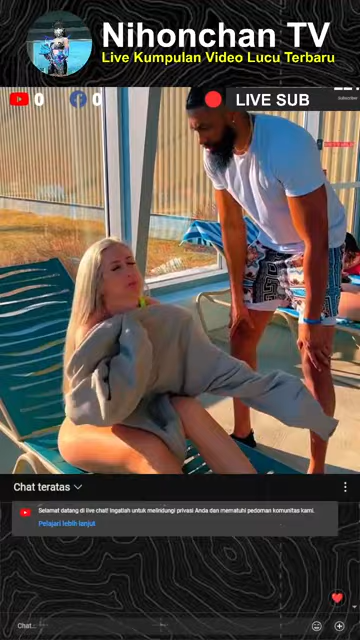 Nihonchan TV
Live Kumpulan Video Lucu Terbaru
0
0
LIVE SUB
Chat teratas
Selamat datang di live chat! Ingatlah untuk melindungi privasi Anda dan mematuhi pedoman komunitas kami.
Pelajari lebih lanjut
Chat...